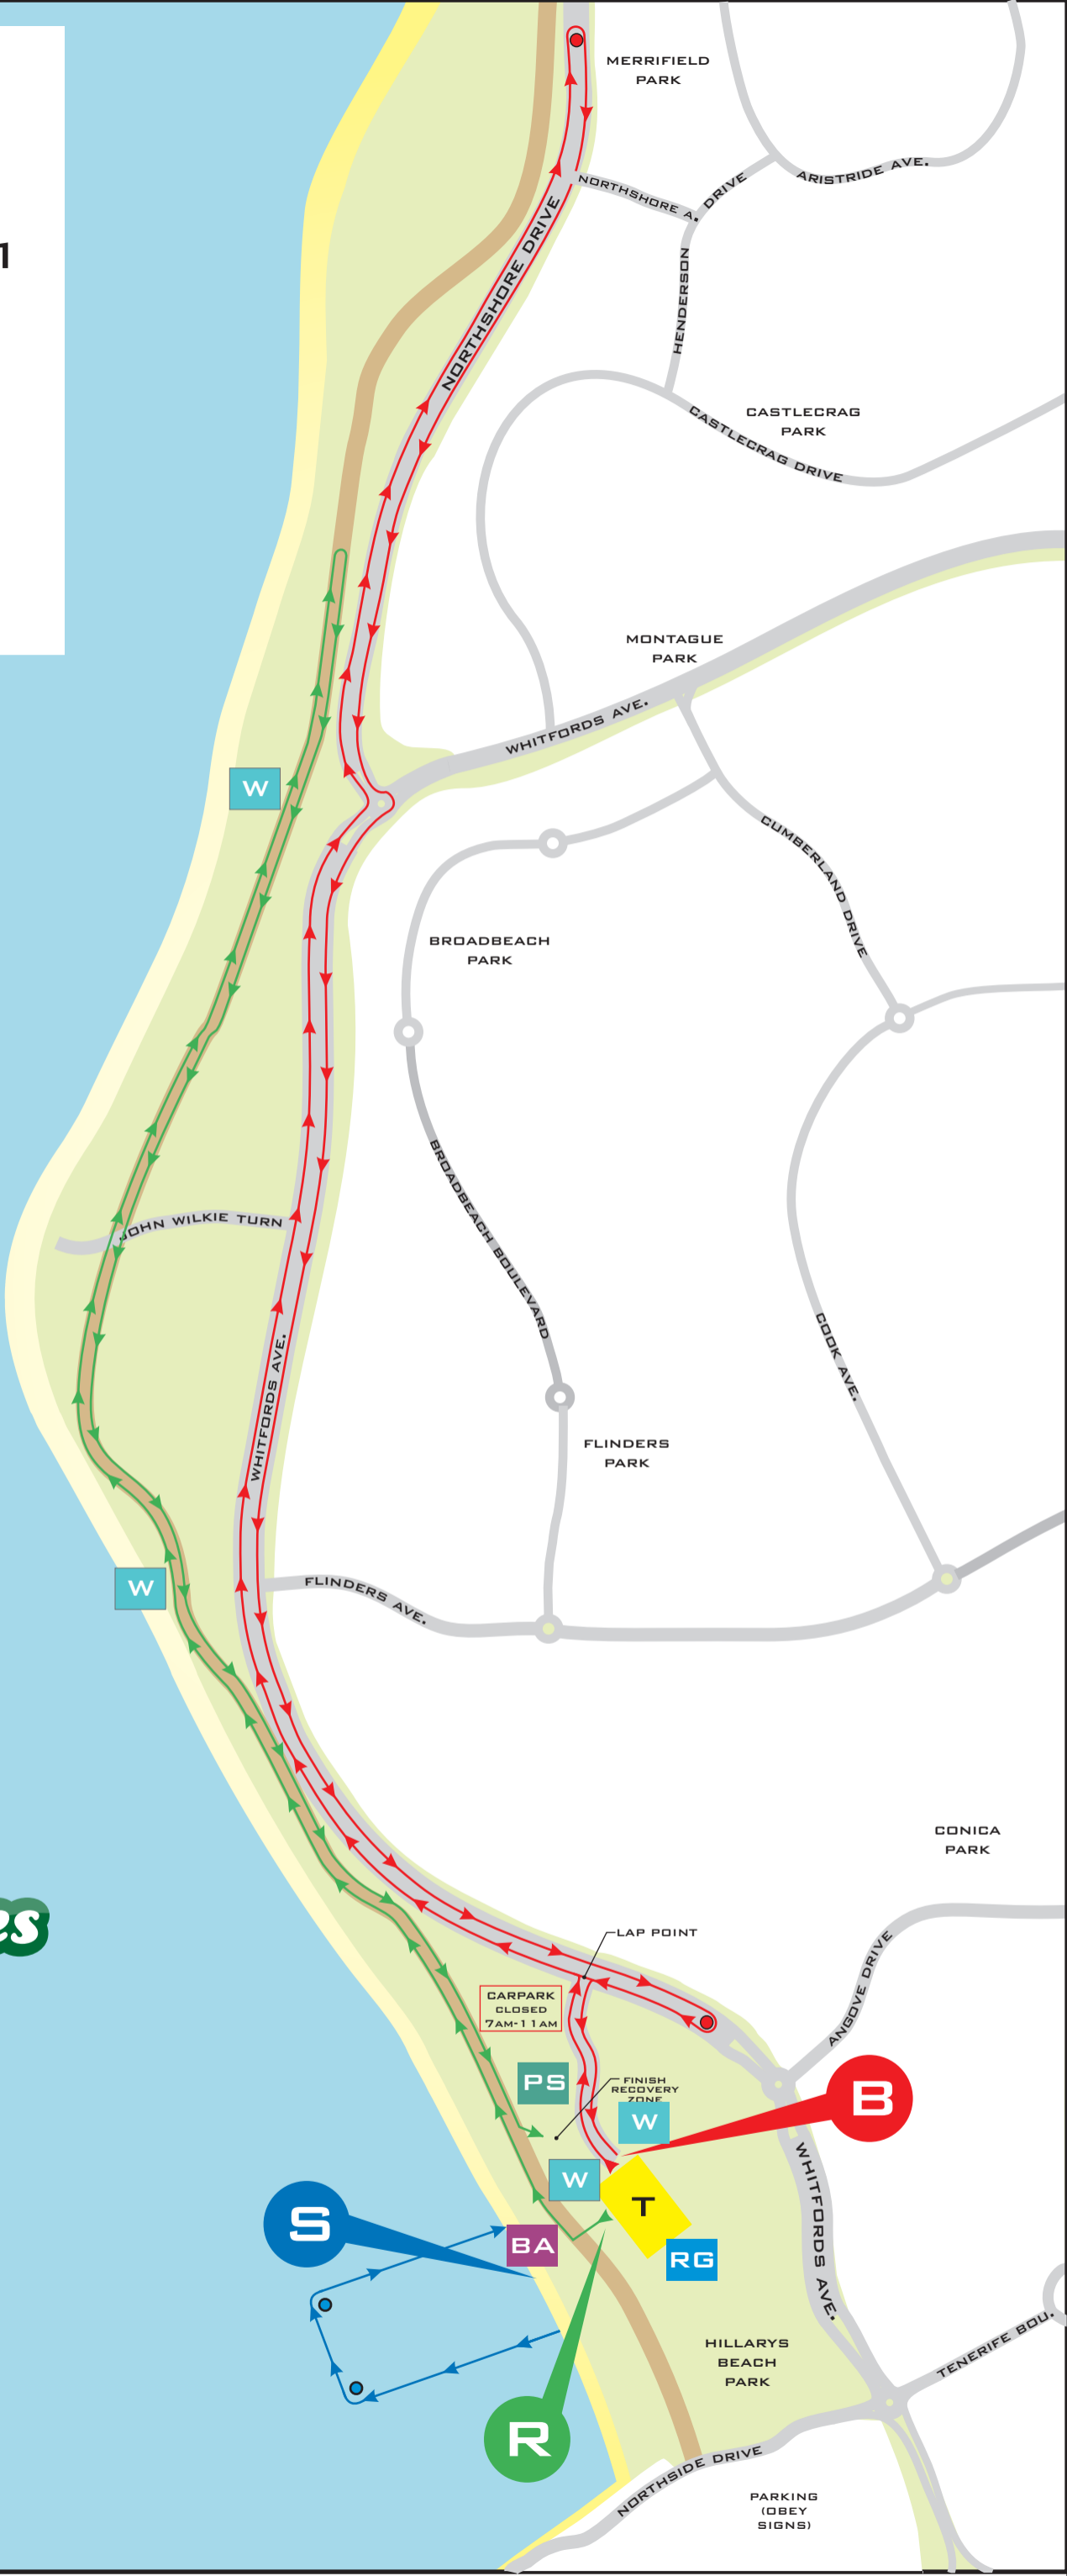 MERRIFIELD
PARK
ARISTRIDE AVE.
NORTHSHORE A.
DRIVE
HENDERSON
NORTHSHORE DRIVE
1
CASTLECRAG
PARK
CASTLECRAG DRIVE
MONTAGUE
PARK
WHITFORDS AVE.
W
CUMBERLAND DRIVE
BROADBEACH
PARK
BROADBEACH BOULEVARD
JOHN WILKIE TURN
COOK AVE.
WHITFORDS AVE.
FLINDERS
PARK
W
FLINDERS AVE.
CONICA
PARK
es
LAP POINT
ANGOVE DRIVE
CARPARK
CLOSED
7AM-11AM
PS
FINISH
RECOVERY
ZONE
W
B
W
T
WHITFORDS AVE.
S
BA
RG
HILLARYS
BEACH
PARK
TENERIFE BOU.
R
NORTHSIDE DRIVE
PARKING
(OBEY
SIGNS)